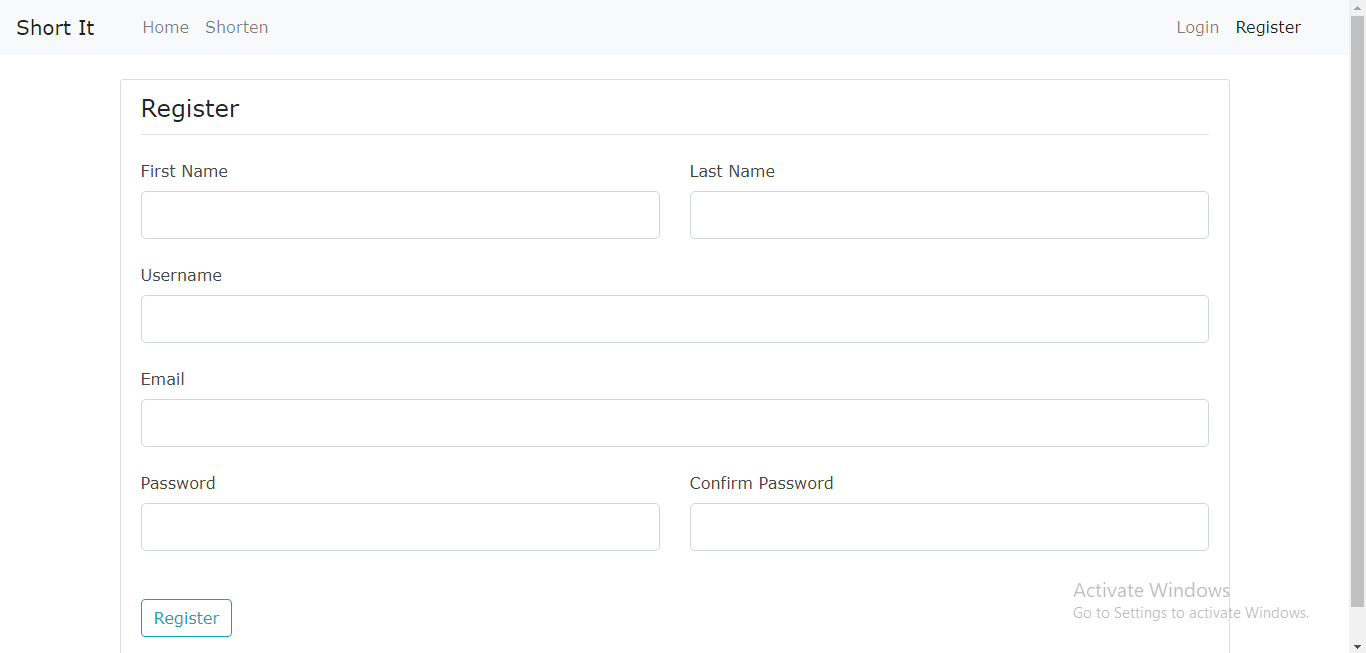 Short It Home Shorten Login Register
Register
First Name Last Name
Username
Email
Password Confirm Password
Register
Activate Windows
Go to Settings to activate Windows.